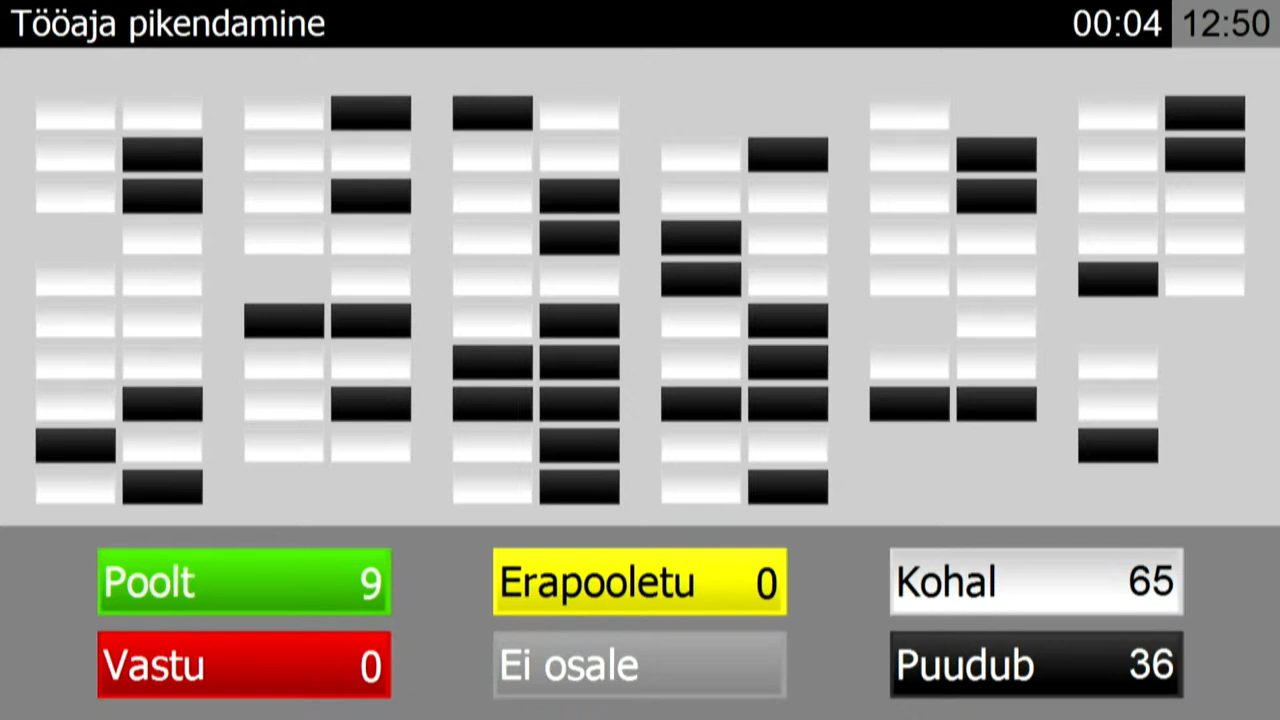 Tööaja pikendamine 00:04 12:50
Poolt 9 Erapooletu 0 Kohal 65
Vastu 0 Ei osale Puudub 36